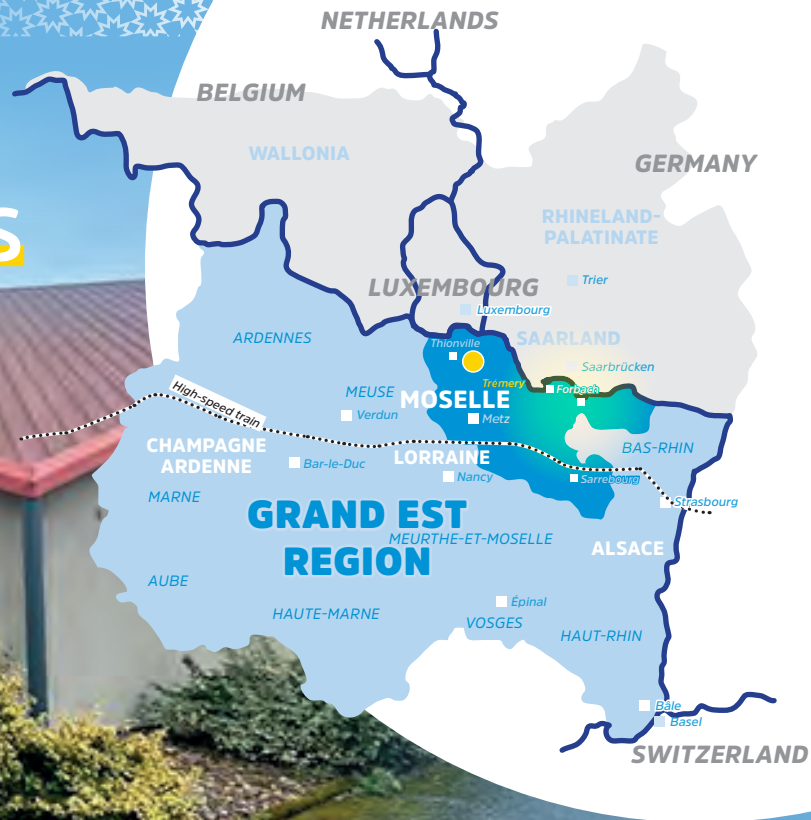 NETHERLANDS
BELGIUM
WALLONIA
GERMANY
RHINELAND-
PALATINATE
S
Trier
LUXEMBOURG
Luxembourg
ARDENNES
Thionville
SAARLAND
Saarbrücken
Trémery
Forbach
High-speed train
MEUSE
MOSELLE
Verdun
Metz
CHAMPAGNE
ARDENNE
LORRAINE
BAS-RHIN
Bar-le-Duc
Nancy
Sarrebourg
MARNE
Strasbourg
GRAND EST
REGION
MEURTHE-ET-MOSELLE
ALSACE
AUBE
Épinal
HAUTE-MARNE
VOSGES
HAUT-RHIN
Bâle
Basel
SWITZERLAND